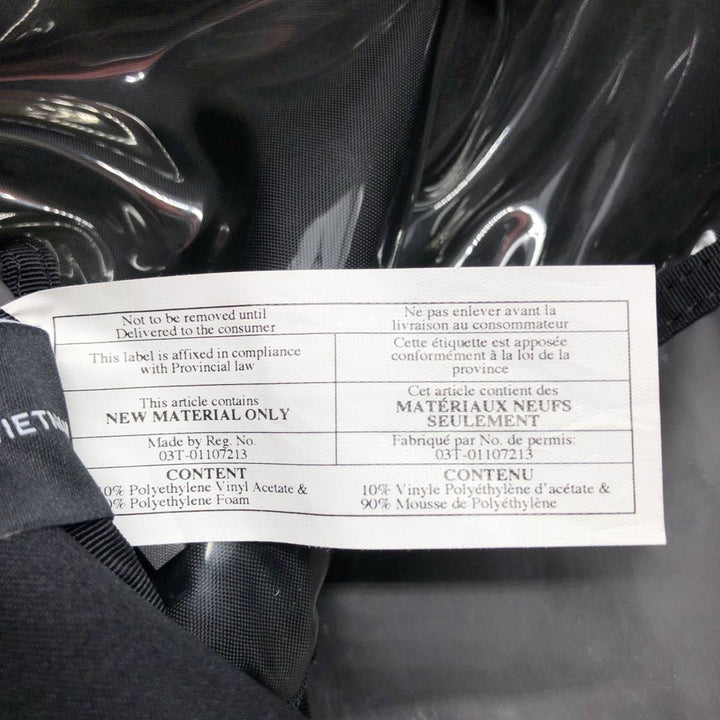 Not to be removed until
Delivered to the consumer
Ne pas enlever avant la
livraison au consommateur
This label is affixed in compliance
with Provincial law
Cette étiquette est apposée
conformément à la loi de la
province
This article contains
NEW MATERIAL ONLY
Cet article contient des
MATÉRIAUX NEUFS
SEULEMENT
Made by Reg. No.
03T-01107213
Fabriqué par No. de permis:
03T-01107213
CONTENT
0% Polyethylene Vinyl Acetate &
% Polyethylene Foam
CONTENU
10% Vinyle Polyéthylène d'acétate &
90% Mousse de Polyéthylène